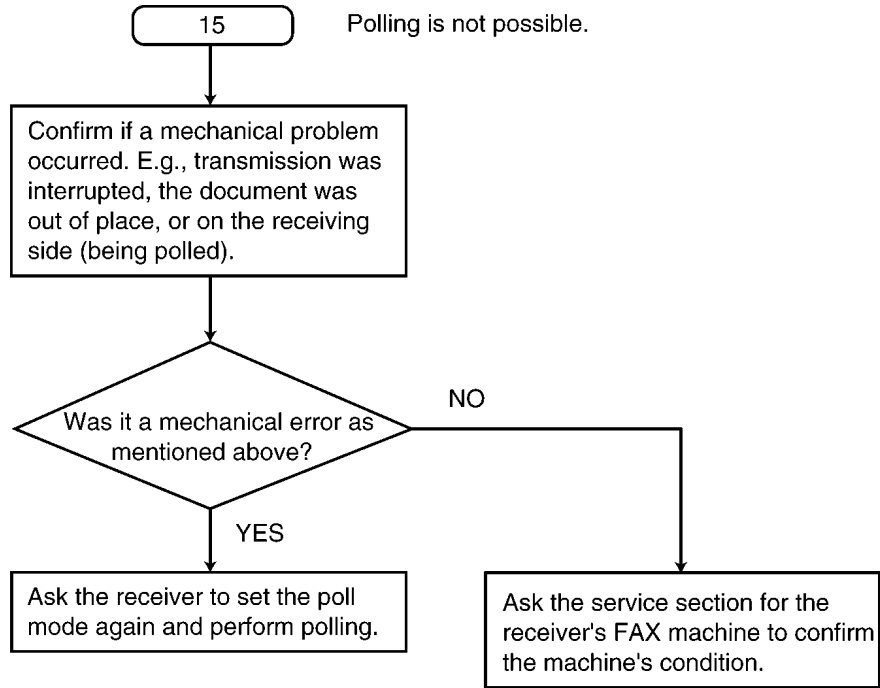 15
Polling is not possible.
Confirm if a mechanical problem
occurred. E.g., transmission was
interrupted, the document was
out of place, or on the receiving
side (being polled).
Was it a mechanical error as
mentioned above?
NO
YES
Ask the receiver to set the poll
mode again and perform polling.
Ask the service section for the
receiver's FAX machine to confirm
the machine's condition.